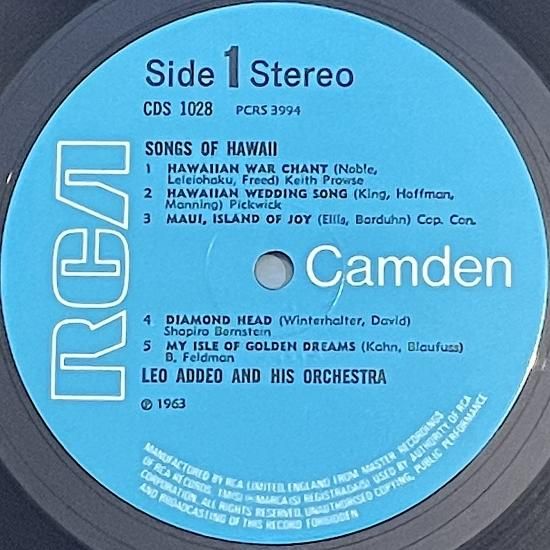 Side 1 Stereo
CDS 1028 PCRS 3994
RCA
SONGS OF HAWAII
1 HAWAIIAN WAR CHANT (Noble,
Leleiohaku, Freed) Keith Prowse
2 HAWAIIAN WEDDING SONG (King, Hoffman,
Manning) Pickwick
3 MAUI, ISLAND OF JOY (Ellis, Barduhn) Cop. Con.
Camden
4 DIAMOND HEAD (Winterhalter, David)
Shapiro Bernstein
5 MY ISLE OF GOLDEN DREAMS (Kahn, Blaufuss)
B. Feldman
LEO ADDEO AND HIS ORCHESTRA
℗ 1963
MANUFACTURED BY RCA LIMITED, ENGLAND FROM MASTER RECORDINGS
OF RCA RECORDS. TM(S) ® MARCA(S) REGISTRADA(S) USED BY AUTHORITY OF RCA
CORPORATION. ALL RIGHTS RESERVED. UNAUTHORISED COPYING, PUBLIC PERFORMANCE
AND BROADCASTING OF THIS RECORD FORBIDDEN